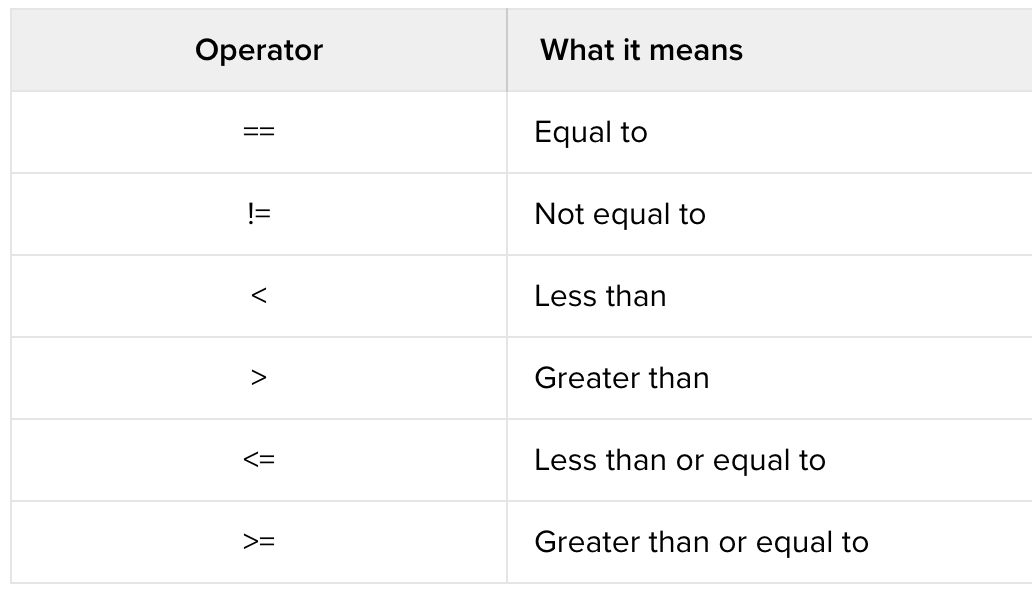 Operator What it means
== Equal to
!= Not equal to
< Less than
> Greater than
<= Less than or equal to
>= Greater than or equal to